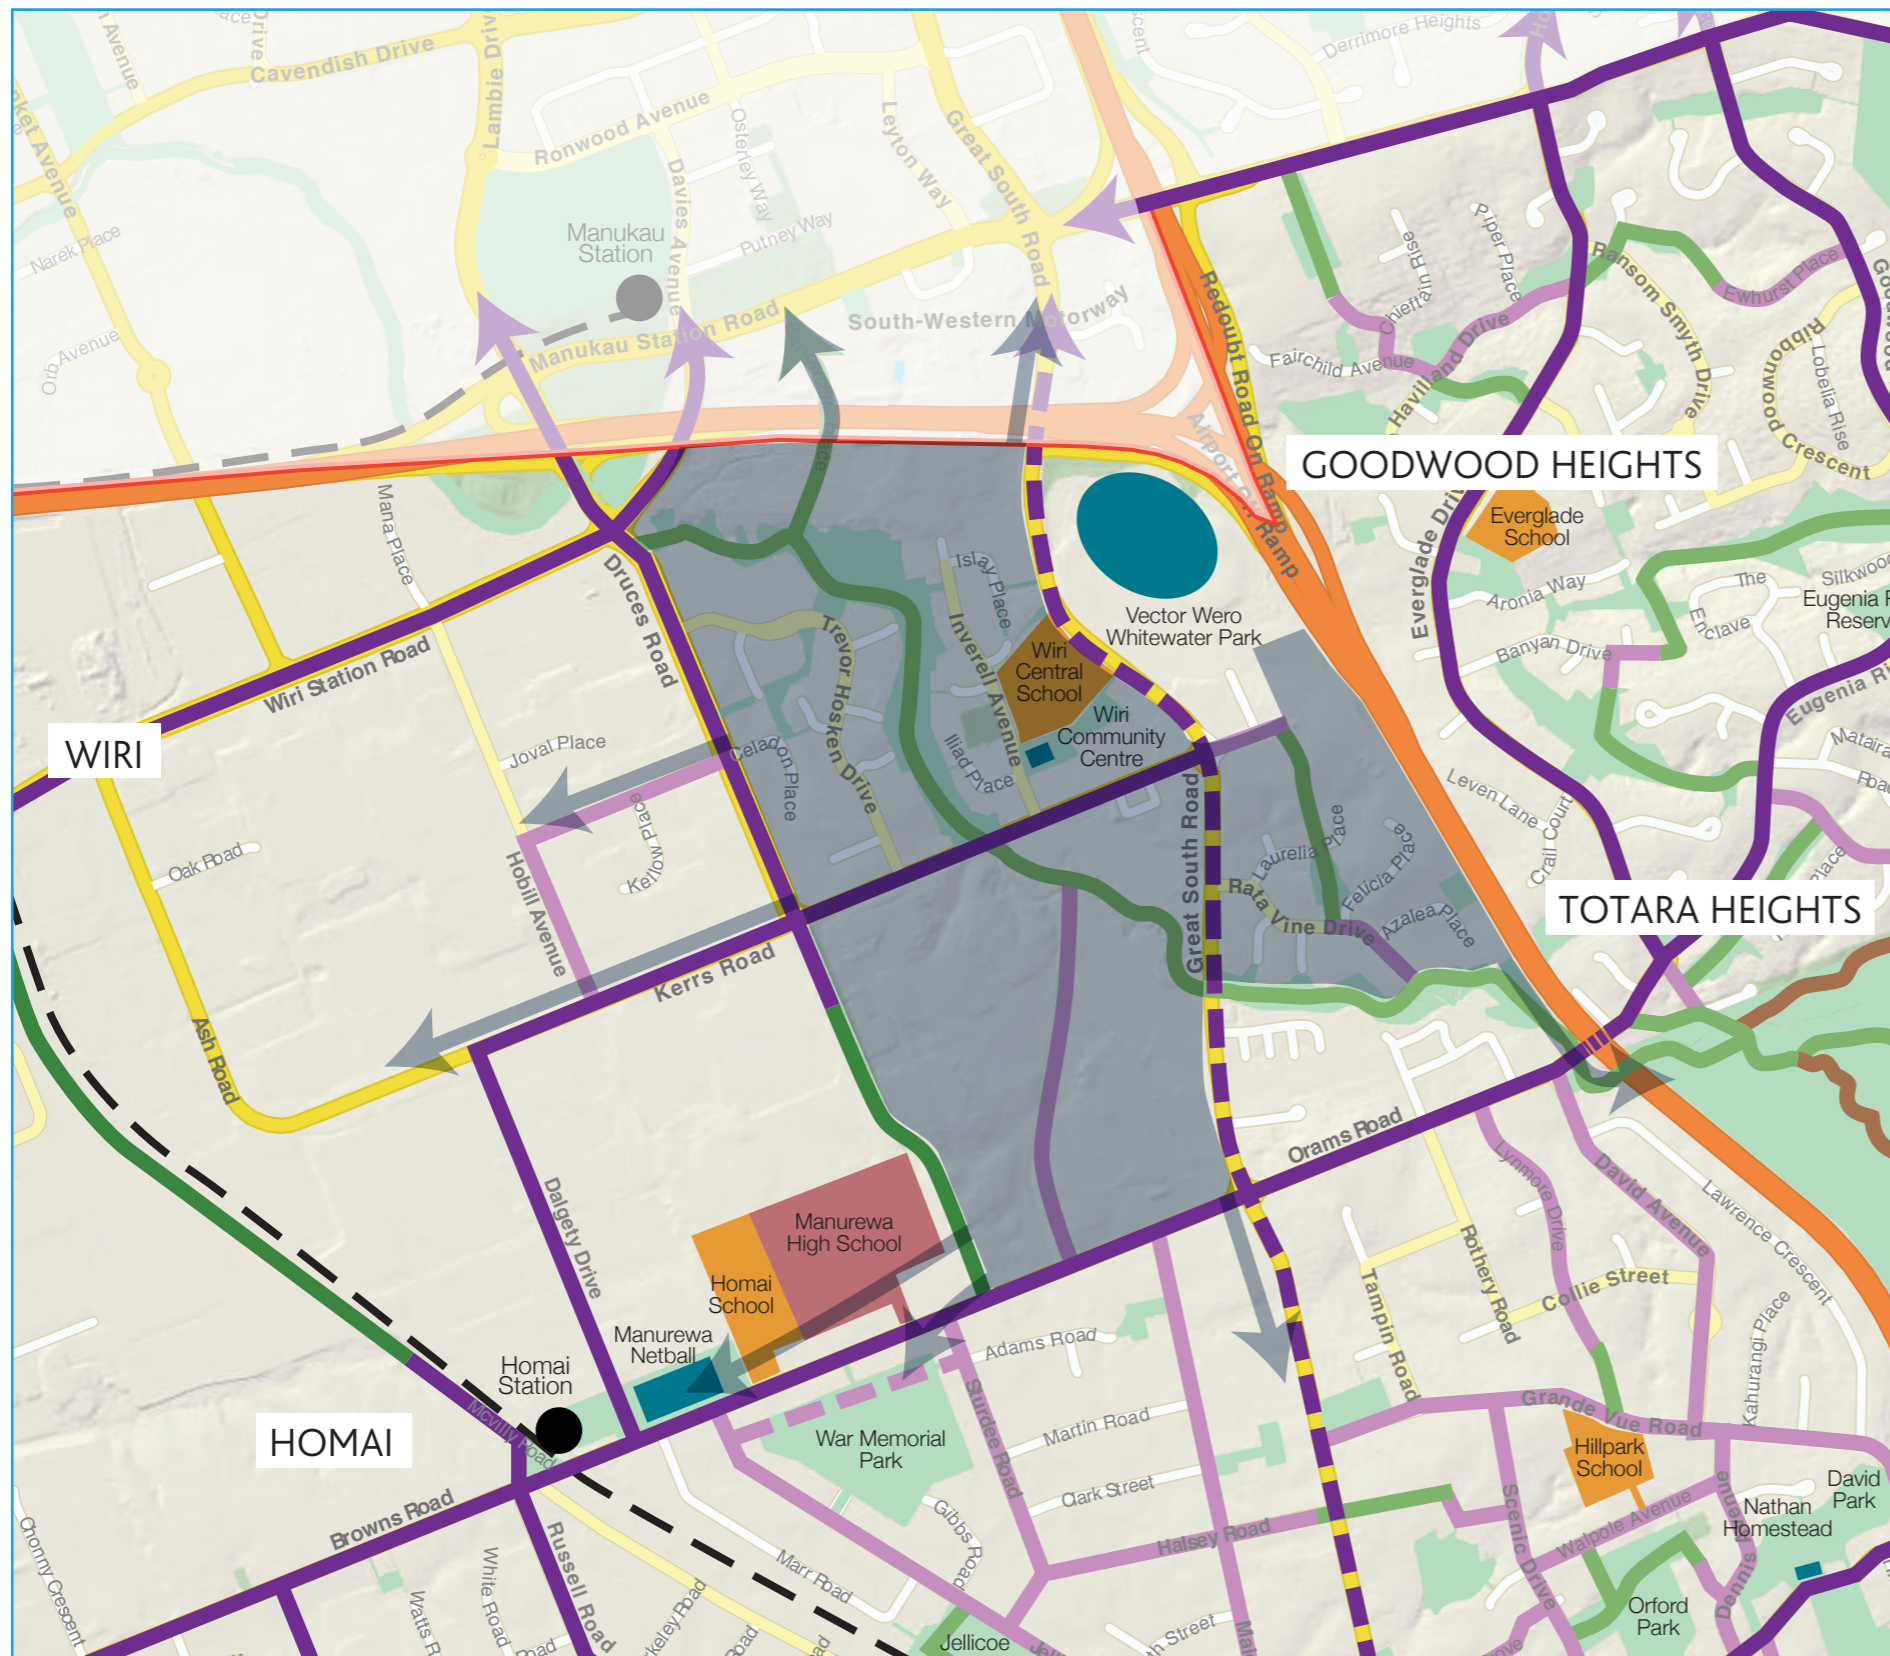 Cavendish Drive
Lambie Drive
Ronwood Avenue
Osterley Way
Leyton Way
Great South Road
Derrimore Heights
Davies Avenue
Putney Way
Narek Place
Manukau
Station
Manukau Station Road
South-Western Motorway
Orb Avenue
Redoubt Road On Ramp
Chieftain Rise
Piper Place
Ransom Smyth Drive
Ewhurst Place
Fairchild Avenue
Havilland Drive
Ribbonwood Crescent
Lobelia Rise
GOODWOOD HEIGHTS
Mana Place
Everglade
School
Everglade Drive
Druces Road
Islay Place
Inverell Avenue
Trevor Hosken Drive
Vector Wero
Whitewater Park
Aronia Way
The
Enclave
Banyan Drive
Wiri Station Road
Wiri
Central
School
Wiri
Community
Centre
WIRI
Joval Place
Celadon Place
Iliad Place
Kellow Place
Oak Road
Hobill Avenue
Great South Road
Laurelia Place
Felicia Place
Rata Vine Drive
Azalea Place
Leven Lane
Crail Court
Mataira
TOTARA HEIGHTS
Kerrs Road
Ash Road
Orams Road
Dalgety Drive
Manurewa
High School
Homai
School
Manurewa
Netball
Homai
Station
Mcvilly Road
HOMAI
Adams Road
Sturdee Road
Martin Road
War Memorial
Park
Clark Street
Gibbs Road
Halsey Road
Lynmore Drive
David Avenue
Lawrence Crescent
Rothery Road
Tampin Road
Collie Street
Kahurangi Place
Grande Vue Road
Hillpark
School
Scenic Drive
Walpole Avenue
David
Park
Nathan
Homestead
Orford
Park
Browns Road
Russell Road
White Road
Chonny Crescent
Marr Road
Jellicoe